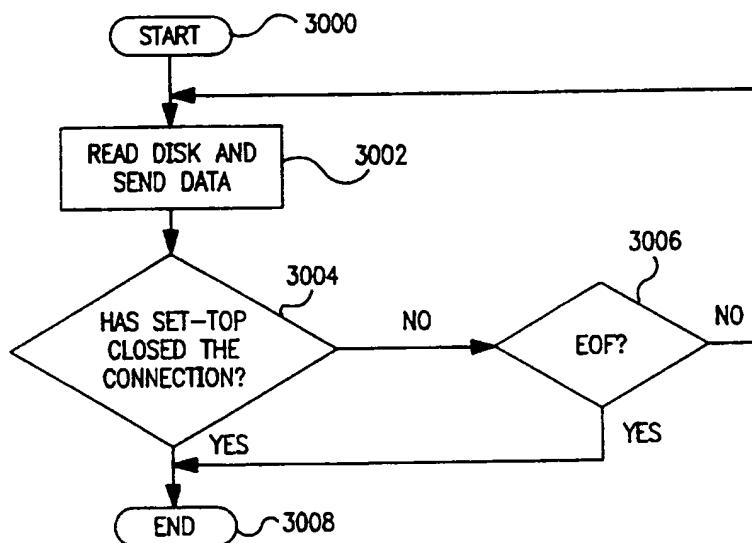 START
3000
READ DISK AND
SEND DATA
3002
HAS SET-TOP
CLOSED THE
CONNECTION?
3004
NO
EOF?
3006
NO
YES
YES
END
3008